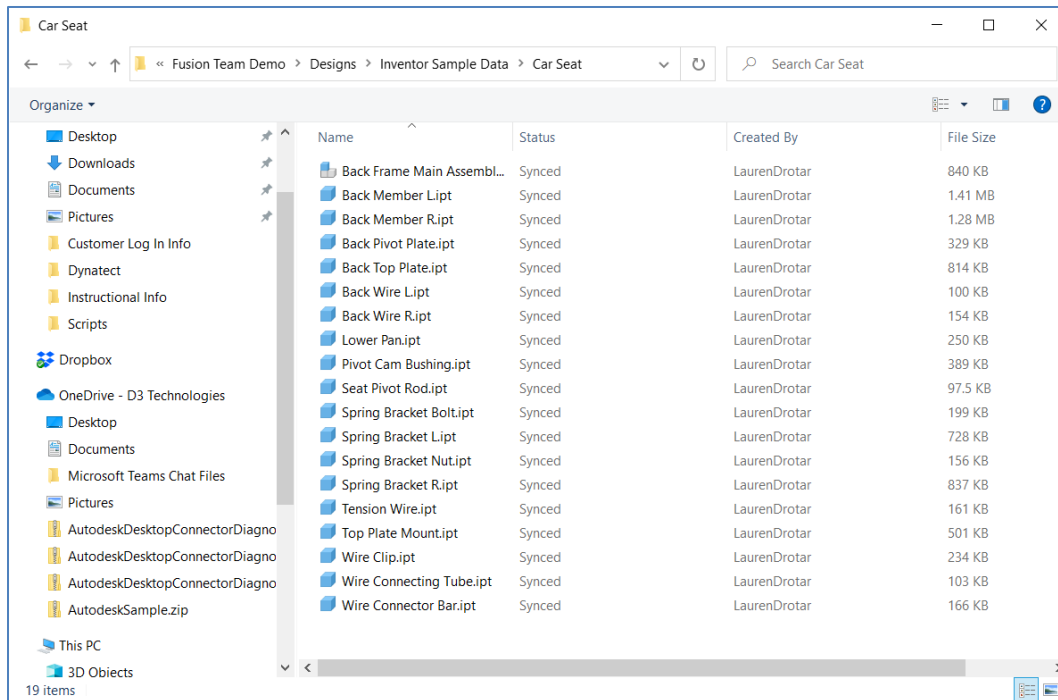 Car Seat
« Fusion Team Demo > Designs > Inventor Sample Data > Car Seat
Search Car Seat
Organize
?
Desktop
Downloads
Documents
Pictures
Customer Log In Info
Dynatect
Instructional Info
Scripts
Dropbox
OneDrive - D3 Technologies
Desktop
Documents
Microsoft Teams Chat Files
Pictures
AutodeskDesktopConnectorDiagno
AutodeskDesktopConnectorDiagno
AutodeskDesktopConnectorDiagno
AutodeskSample.zip
This PC
3D Objects
Name Status Created By File Size
Back Frame Main Assembl... Synced LaurenDrotar 840 KB
Back Member L.ipt Synced LaurenDrotar 1.41 MB
Back Member R.ipt Synced LaurenDrotar 1.28 MB
Back Pivot Plate.ipt Synced LaurenDrotar 329 KB
Back Top Plate.ipt Synced LaurenDrotar 814 KB
Back Wire L.ipt Synced LaurenDrotar 100 KB
Back Wire R.ipt Synced LaurenDrotar 154 KB
Lower Pan.ipt Synced LaurenDrotar 250 KB
Pivot Cam Bushing.ipt Synced LaurenDrotar 389 KB
Seat Pivot Rod.ipt Synced LaurenDrotar 97.5 KB
Spring Bracket Bolt.ipt Synced LaurenDrotar 199 KB
Spring Bracket L.ipt Synced LaurenDrotar 728 KB
Spring Bracket Nut.ipt Synced LaurenDrotar 156 KB
Spring Bracket R.ipt Synced LaurenDrotar 837 KB
Tension Wire.ipt Synced LaurenDrotar 161 KB
Top Plate Mount.ipt Synced LaurenDrotar 501 KB
Wire Clip.ipt Synced LaurenDrotar 234 KB
Wire Connecting Tube.ipt Synced LaurenDrotar 103 KB
Wire Connector Bar.ipt Synced LaurenDrotar 166 KB
19 items